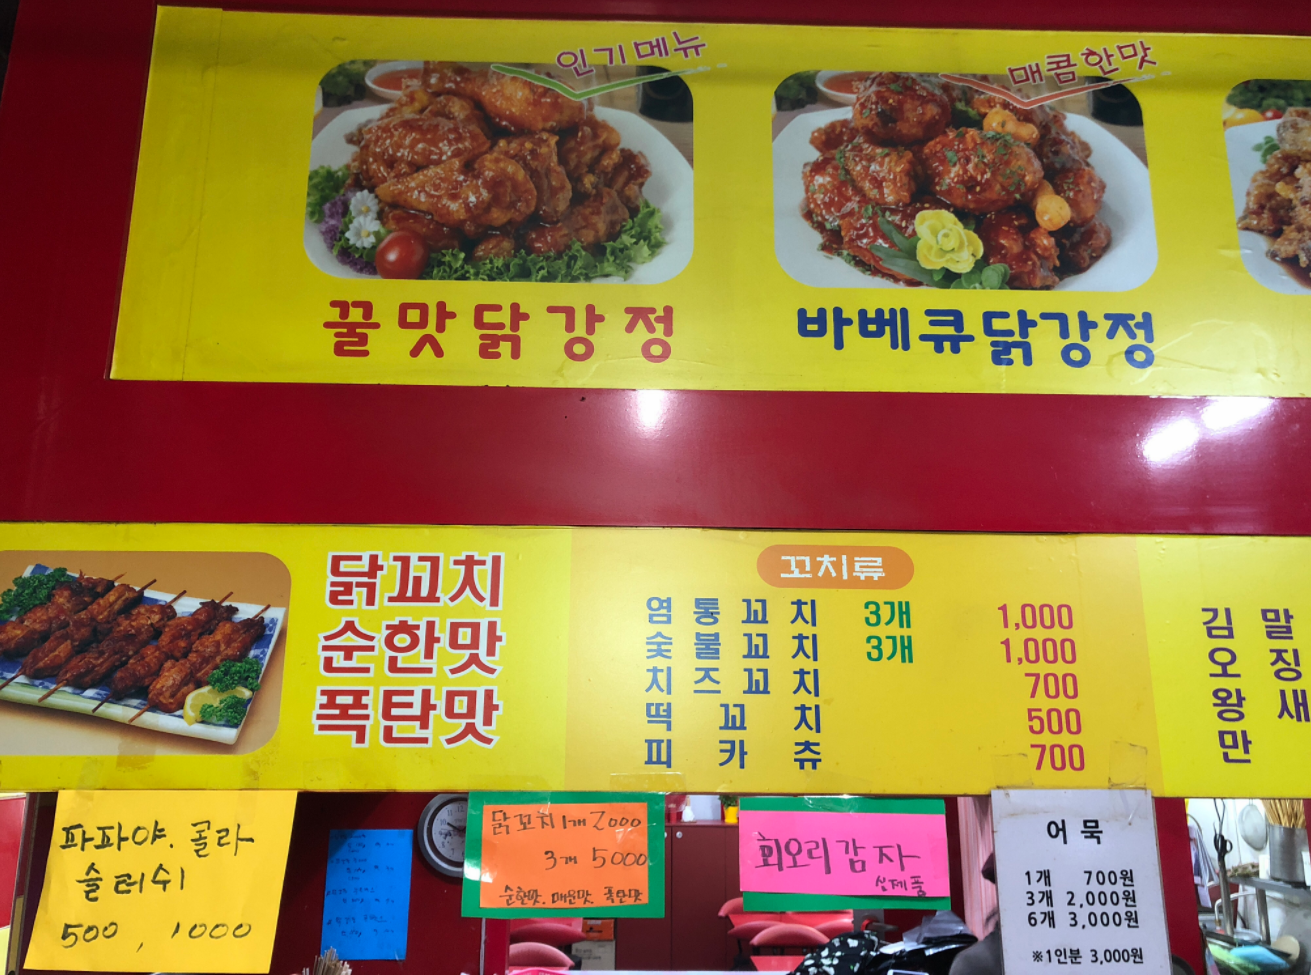 인기메뉴
매콤한맛
꿀맛닭강정
바베큐닭강정
닭꼬치
순한맛
폭탄맛
꼬치류
염통꼬치 3개 1,000
숯불꼬치 3개 1,000
치즈꼬치 700
떡꼬치 500
피카츄 700
김말
오징
왕새
만
파파야. 콜라
슬러쉬
500, 1000
닭꼬치1개 2000
3개 5000
순한맛. 매운맛. 폭탄맛
회오리감자
어묵
1개 700원
3개 2,000원
6개 3,000원
※1인분 3,000원